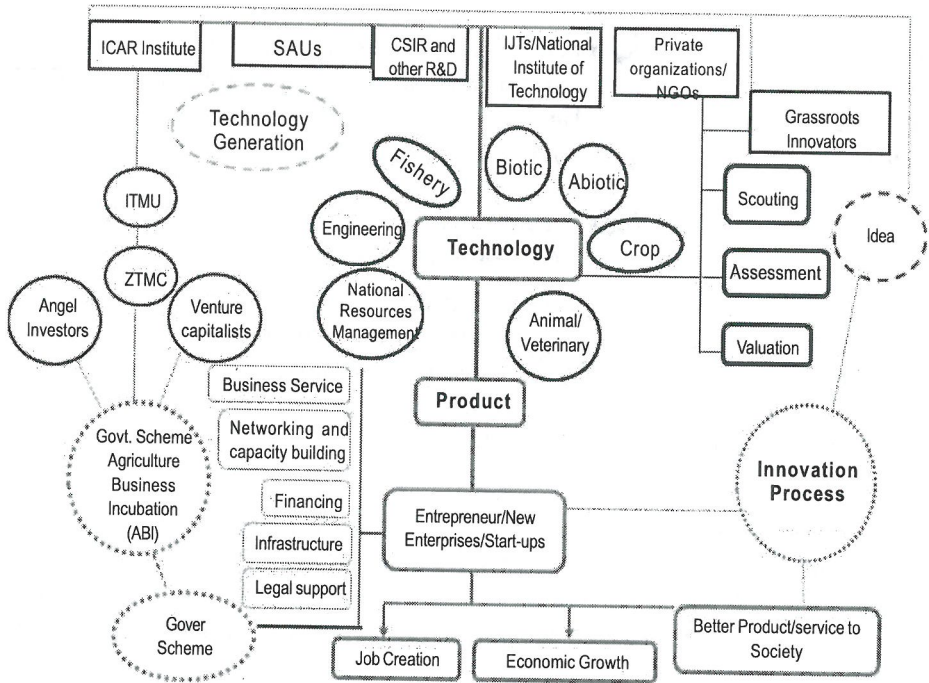 ICAR Institute
SAUs
CSIR and
other R&D
IJTs/National
Institute of
Technology
Private
organizations/
NGOs
Grassroots
Innovators
Technology
Generation
Fishery
Biotic
Abiotic
Scouting
ITMU
Engineering
Technology
Crop
Idea
ZTMC
Assessment
Angel
Investors
Venture
capitalists
National
Resources
Management
Animal/
Veterinary
Valuation
Business Service
Product
Networking and
capacity building
Govt. Scheme
Agriculture
Business
Incubation
(ABI)
Innovation
Process
Financing
Entrepreneur/New
Enterprises/Start-ups
Infrastructure
Legal support
Gover
Scheme
Job Creation
Economic Growth
Better Product/service to
Society